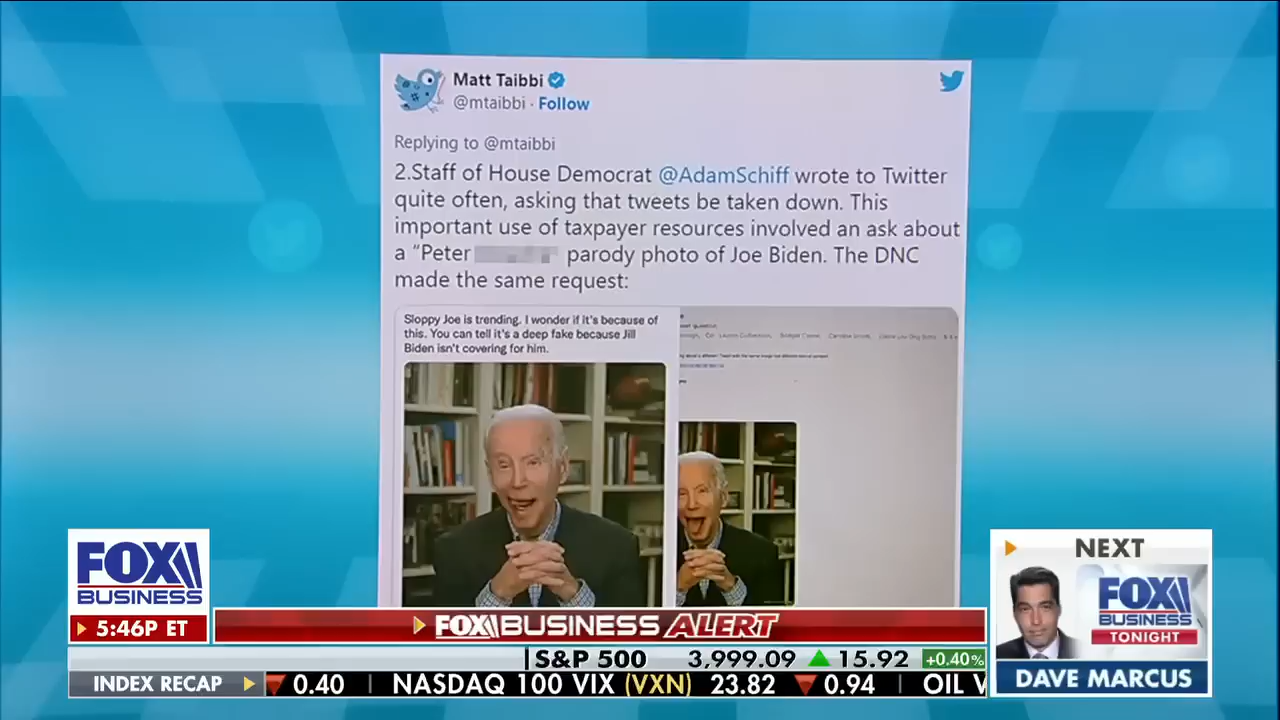 Matt Taibbi
@mtaibbi · Follow
Replying to @mtaibbi
2.Staff of House Democrat @AdamSchiff wrote to Twitter
quite often, asking that tweets be taken down. This
important use of taxpayer resources involved an ask about
a “Peter parody photo of Joe Biden. The DNC
made the same request:
Sloppy Joe is trending. I wonder if it's because of
this. You can tell it's a deep fake because Jill
Biden isn't covering for him.
FOX
BUSINESS
5:46P ET
FOX BUSINESS ALERT
NEXT
FOX
BUSINESS
TONIGHT
DAVE MARCUS
S&P 500 3,999.09 15.92 +0.40%
INDEX RECAP 0.40 | NASDAQ 100 VIX (VXN) 23.82 0.94 | OIL V